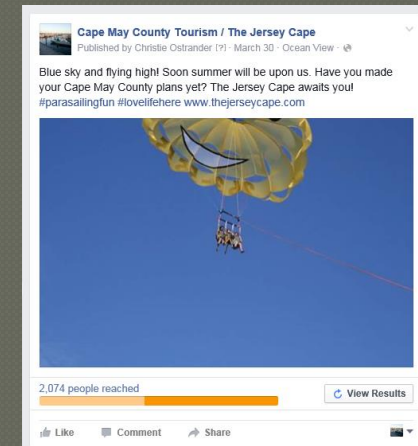 Cape May County Tourism / The Jersey Cape
Published by Christie Ostrander [?] · March 30 · Ocean View ·
Blue sky and flying high! Soon summer will be upon us. Have you made
your Cape May County plans yet? The Jersey Cape awaits you!
#parasailingfun #lovelifehere www.thejerseycape.com
2,074 people reached
View Results
Like Comment Share